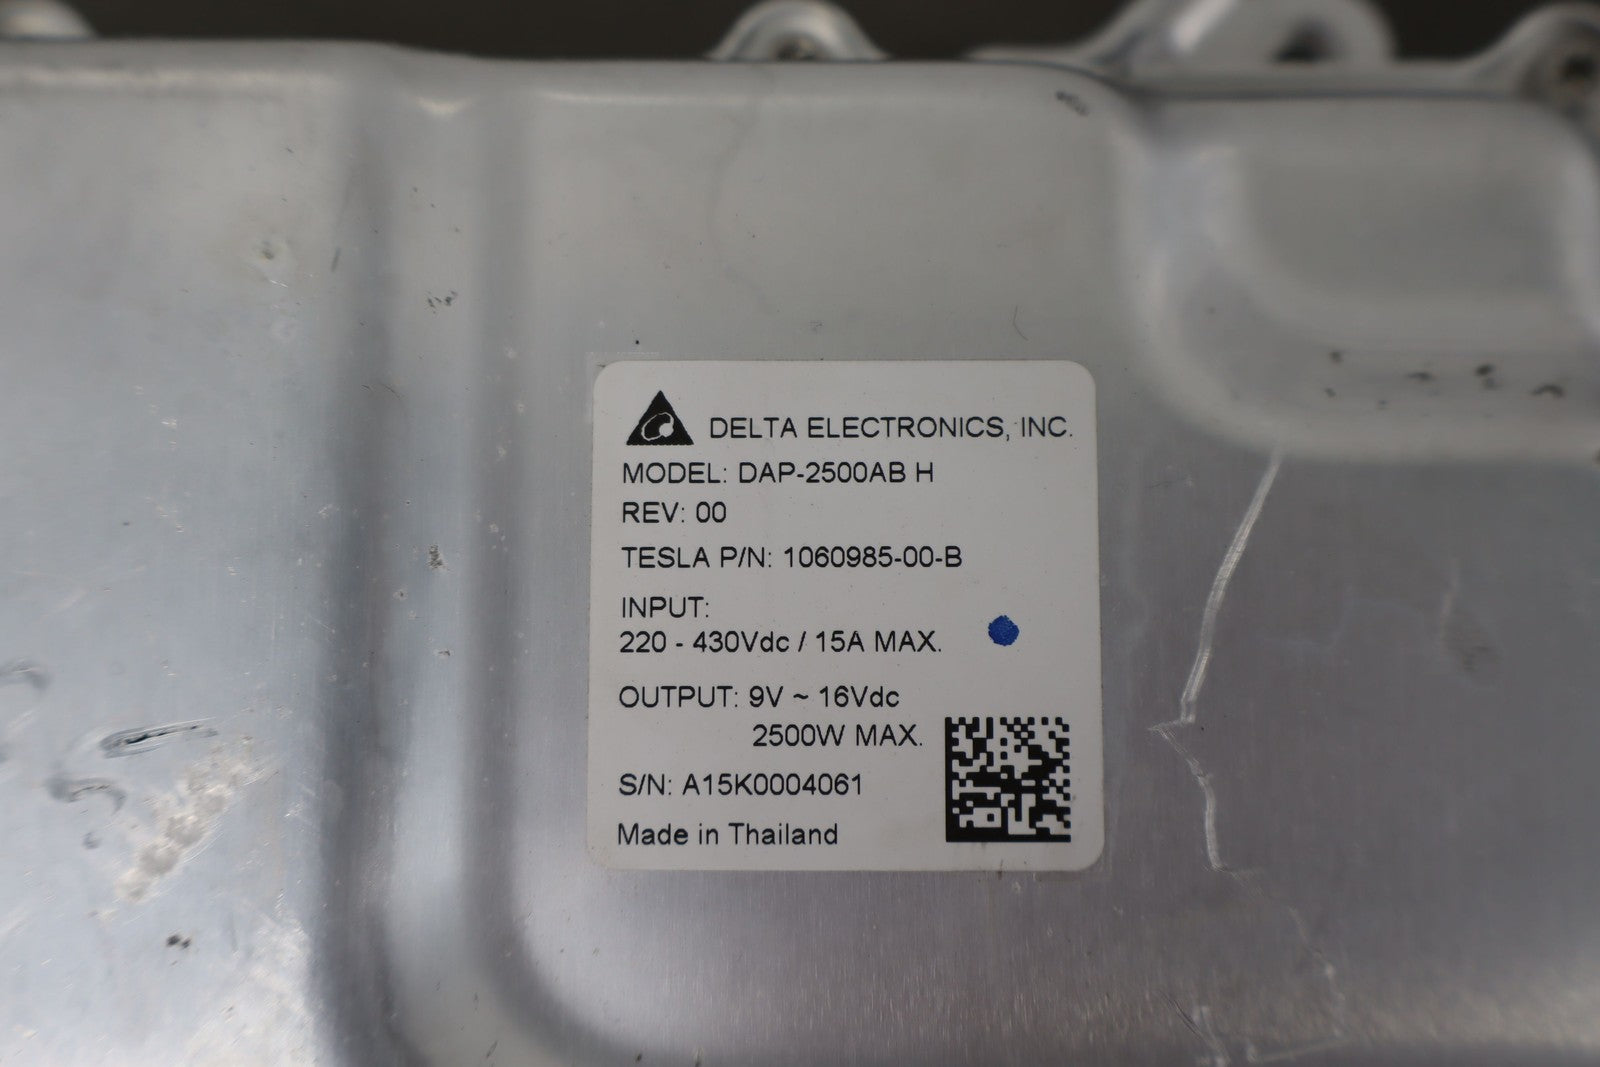 DELTA ELECTRONICS, INC.
MODEL: DAP-2500AB H
REV: 00
TESLA P/N: 1060985-00-B
INPUT:
220 - 430Vdc / 15A MAX.
OUTPUT: 9V ~ 16Vdc
2500W MAX.
S/N: A15K0004061
Made in Thailand